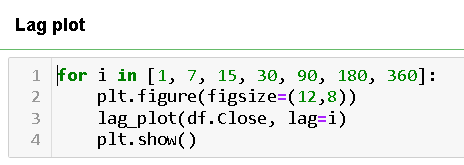 Lag plot
1 for i in [1, 7, 15, 30, 90, 180, 360]:
2     plt.figure(figsize=(12,8))
3     lag_plot(df.Close, lag=i)
4     plt.show()